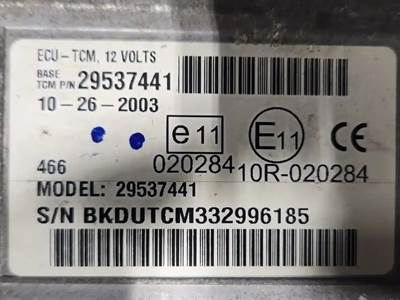 ECU-TCM, 12 VOLTS
BASE
TCM P/N 29537441
10-26-2003
e11 E11 CE
466 020284 10R-020284
MODEL: 29537441
S/N BKDUTCM332996185